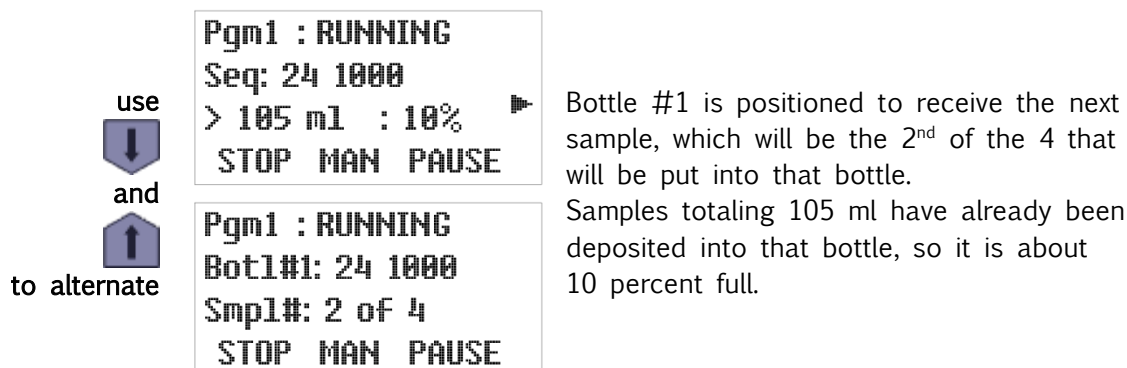 use
and
to alternate
Pgm1 : RUNNING
Seq: 24 1000
> 105 ml : 10%
STOP MAN PAUSE
Pgm1 : RUNNING
Botl#1: 24 1000
Smpl#: 2 of 4
STOP MAN PAUSE
Bottle #1 is positioned to receive the next
sample, which will be the 2nd of the 4 that
will be put into that bottle.
Samples totaling 105 ml have already been
deposited into that bottle, so it is about
10 percent full.